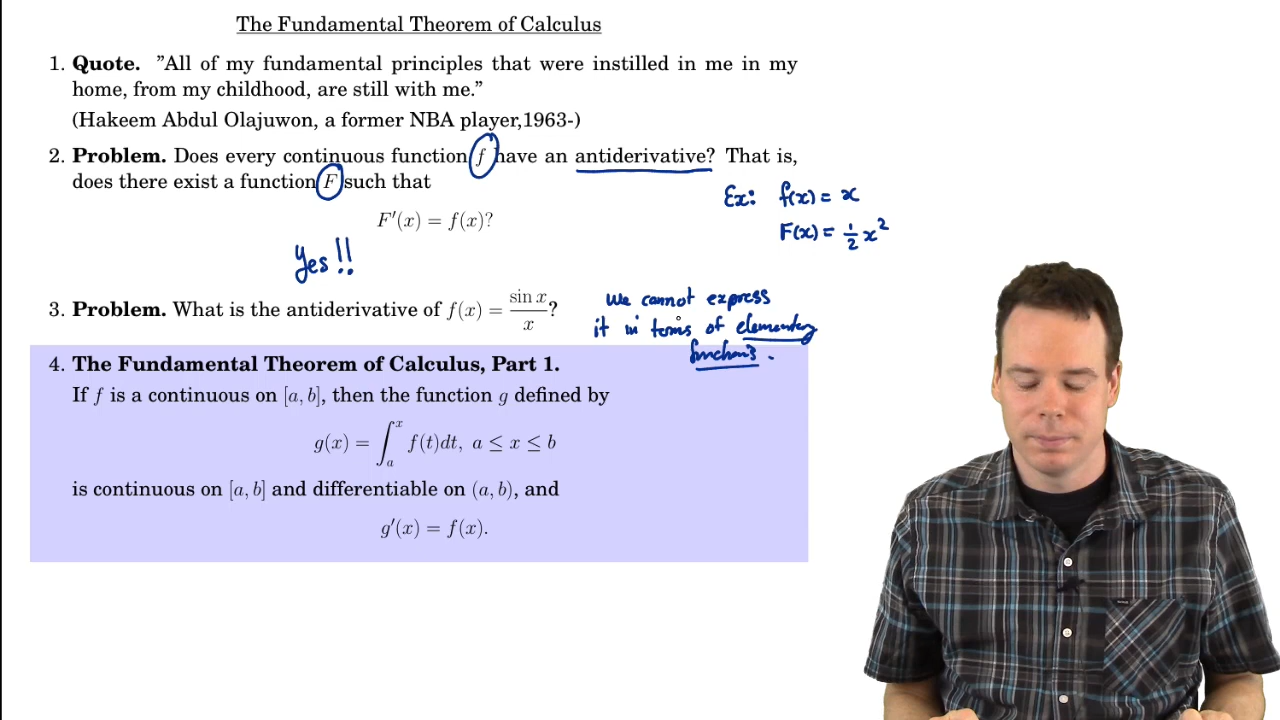 The Fundamental Theorem of Calculus
1. Quote. ”All of my fundamental principles that were instilled in me in my
home, from my childhood, are still with me.”
(Hakeem Abdul Olajuwon, a former NBA player,1963-)
2. Problem. Does every continuous function f have an antiderivative? That is,
does there exist a function F such that
F′(x) = f(x)?
Ex: f(x) = x
F(x) = 1/2 x²
Yes!!
3. Problem. What is the antiderivative of f(x) = sin x / x?
we cannot express
it in terms of elementary
functions.
4. The Fundamental Theorem of Calculus, Part 1.
If f is a continuous on [a, b], then the function g defined by
g(x) = ∫ₐˣ f(t)dt, a ≤ x ≤ b
is continuous on [a, b] and differentiable on (a, b), and
g′(x) = f(x).